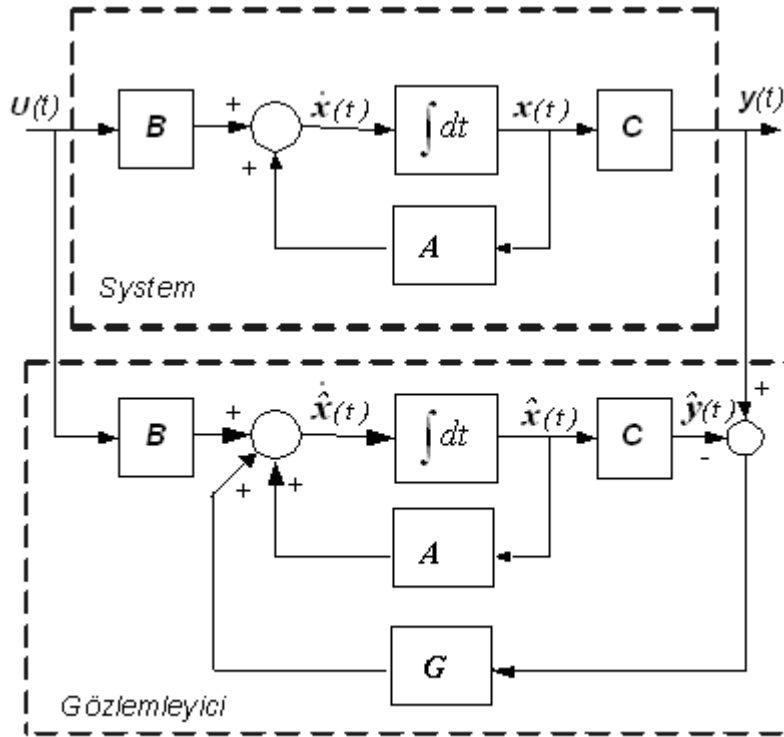 U(t)
B
+
+
ẋ(t)
∫dt
x(t)
C
y(t)
A
System
B
+
+
+
x̂̇(t)
∫dt
x̂(t)
C
ŷ(t)
+
-
A
G
Gözlemleyici